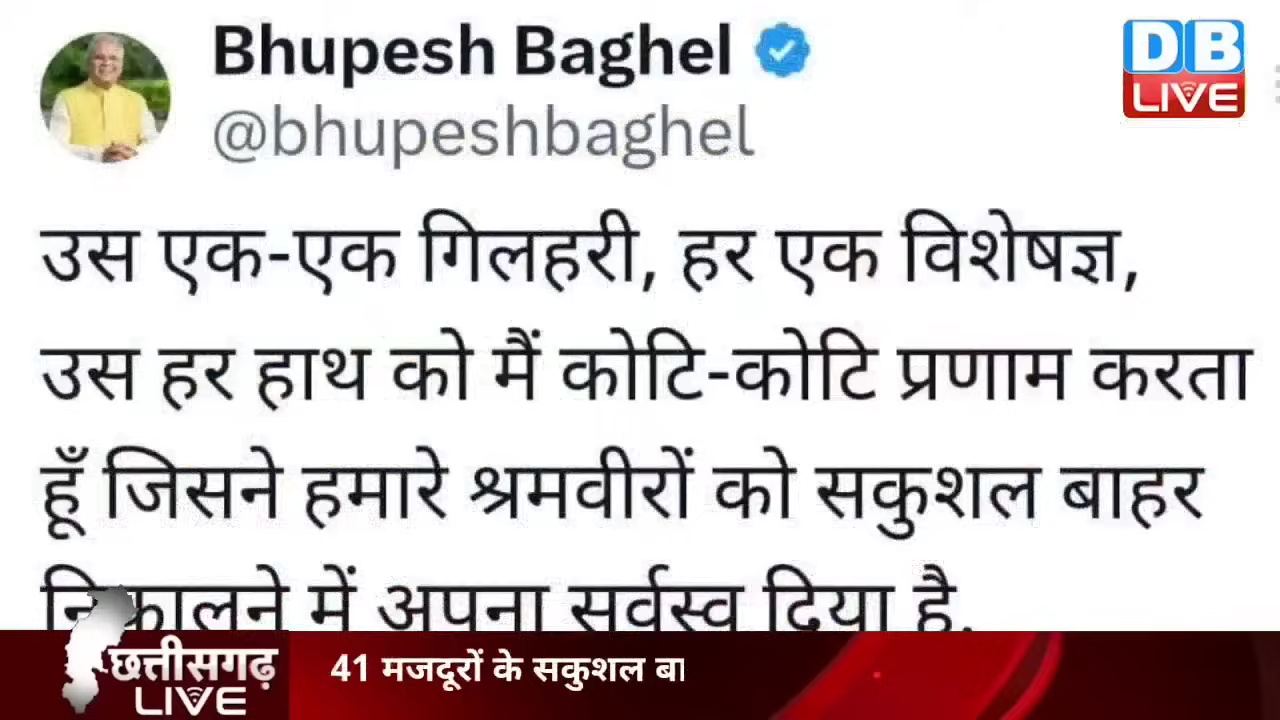 Bhupesh Baghel
@bhupeshbaghel
DB
LIVE
उस एक-एक गिलहरी, हर एक विशेषज्ञ,
उस हर हाथ को मैं कोटि-कोटि प्रणाम करता
हूँ जिसने हमारे श्रमवीरों को सकुशल बाहर
निकालने में अपना सर्वस्व दिया है.
छत्तीसगढ़
LIVE
41 मजदूरों के सकुशल बा